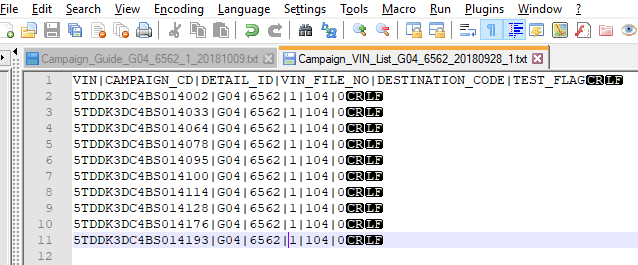 File Edit Search View Encoding Language Settings Tools Macro Run Plugins Window ?
Campaign_Guide_G04_6562_1_20181009.txt Campaign_VIN_List_G04_6562_20180928_1.txt
1 VIN|CAMPAIGN_CD|DETAIL_ID|VIN_FILE_NO|DESTINATION_CODE|TEST_FLAGCRLF
2 5TDDK3DC4BS014002|G04|6562|1|104|0CRLF
3 5TDDK3DC4BS014033|G04|6562|1|104|0CRLF
4 5TDDK3DC4BS014064|G04|6562|1|104|0CRLF
5 5TDDK3DC4BS014078|G04|6562|1|104|0CRLF
6 5TDDK3DC4BS014095|G04|6562|1|104|0CRLF
7 5TDDK3DC4BS014100|G04|6562|1|104|0CRLF
8 5TDDK3DC4BS014114|G04|6562|1|104|0CRLF
9 5TDDK3DC4BS014128|G04|6562|1|104|0CRLF
10 5TDDK3DC4BS014176|G04|6562|1|104|0CRLF
11 5TDDK3DC4BS014193|G04|6562|1|104|0CRLF
12